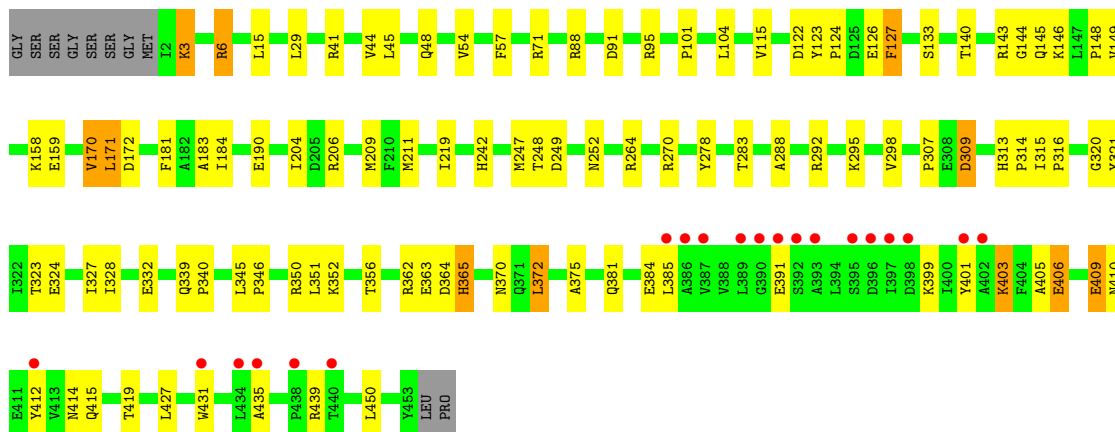 GLY SER SER GLY SER SER GLY MET I2 K3 R6 L15 L29 R41 V44 L45 Q48 V54 F57 R71 R88 D91 R95 P101 L104 V115 D122 Y123 P124 D125 E126 F127 S133 T140 R143 G144 Q145 K146 L147 P148 V149
K158 E159 V170 L171 D172 F181 A182 A183 I184 E190 I204 D205 R206 M209 F210 M211 I219 H242 M247 T248 D249 N252 R264 R270 Y278 T283 A288 R292 K295 V298 P307 E308 D309 H313 P314 I315 P316 G320 Y321
I322 T323 E324 I327 I328 E332 Q339 P340 L345 P346 R350 L351 K352 T356 R362 E363 D364 H365 N370 Q371 L372 A375 Q381 E384 L385 A386 V387 V388 L389 G390 E391 S392 A393 L394 S395 D396 I397 D398 K399 I400 Y401 A402 K403 F404 A405 E406 E409 N410
E411 Y412 V413 N414 Q415 T419 L427 W431 L434 A435 P438 R439 T440 L450 Y453 LEU PRO